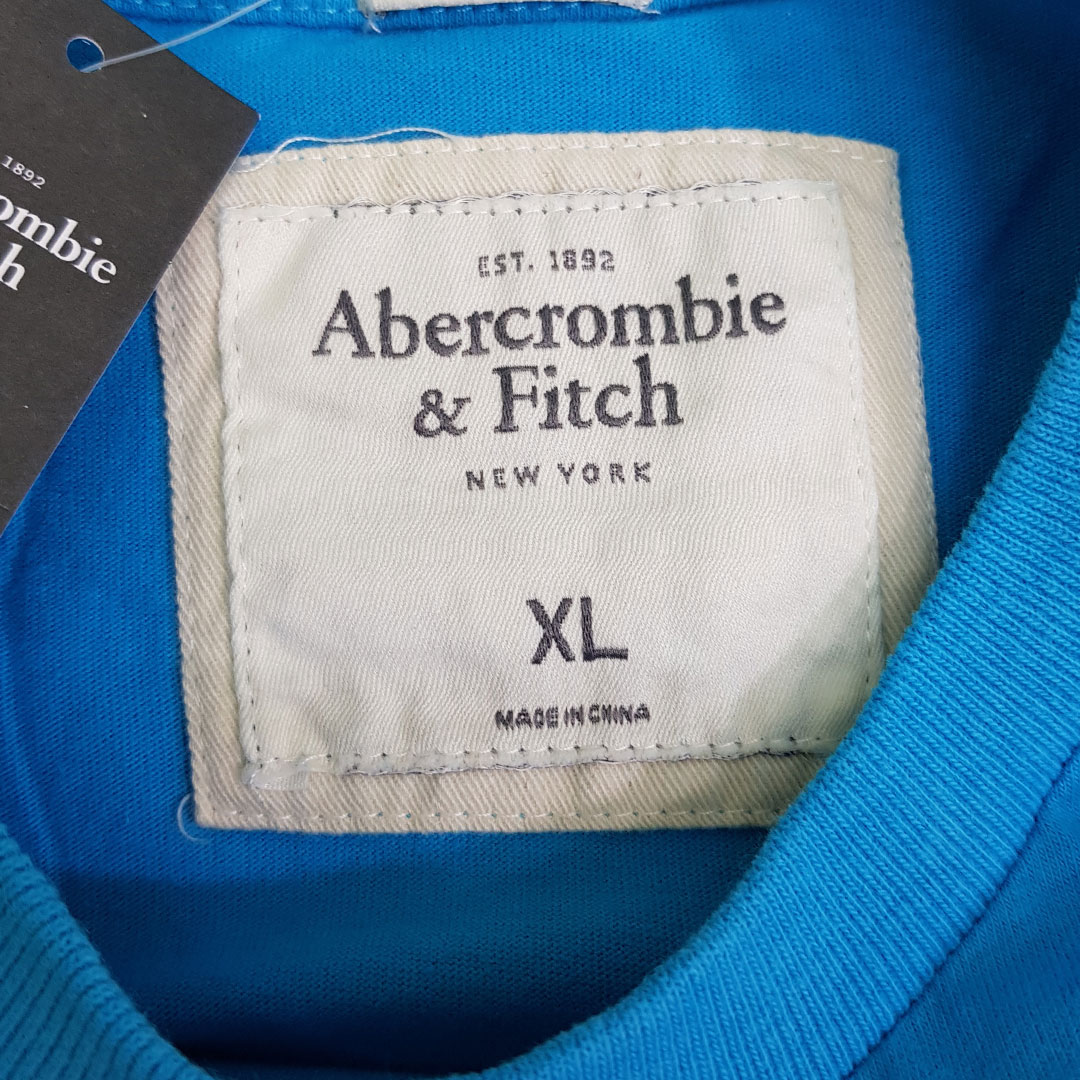 1892
ombie
h
EST. 1892
Abercrombie
& Fitch
NEW YORK
XL
MADE IN CHINA